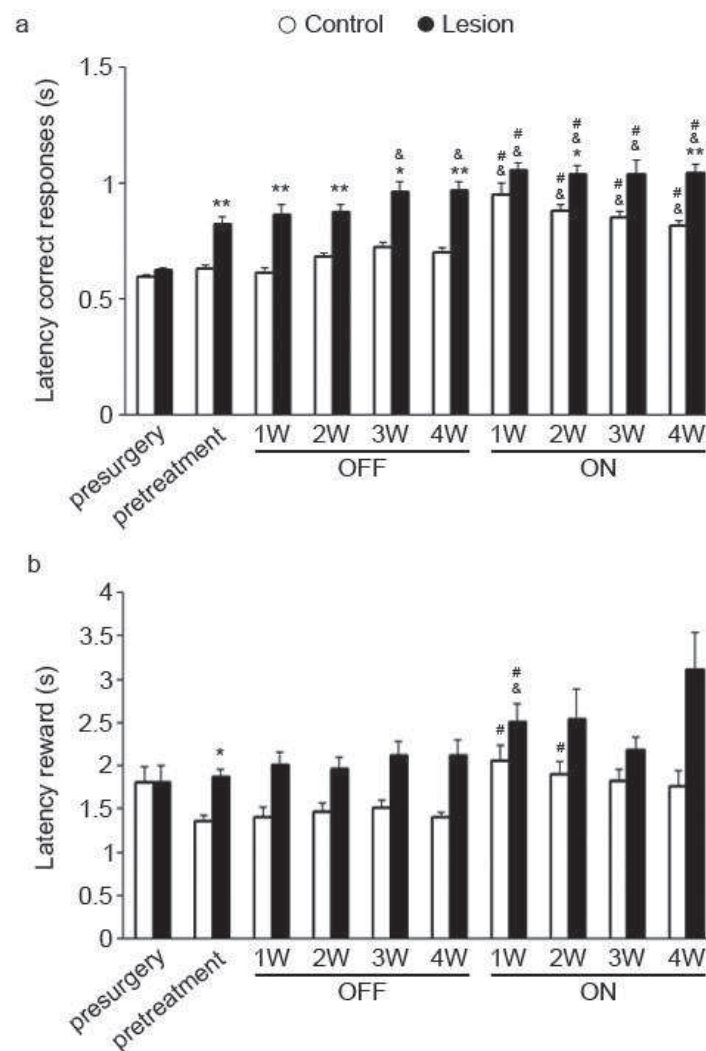 a
Control Lesion
Latency correct responses (s)
1.5
1
0.5
0
** ** ** & * & ** # & # & # & # & * # & # & # & # & **
presurgery pretreatment 1W 2W 3W 4W 1W 2W 3W 4W
OFF ON
b
Latency reward (s)
4
3.5
3
2.5
2
1.5
1
0.5
0
* # # & #
presurgery pretreatment 1W 2W 3W 4W 1W 2W 3W 4W
OFF ON